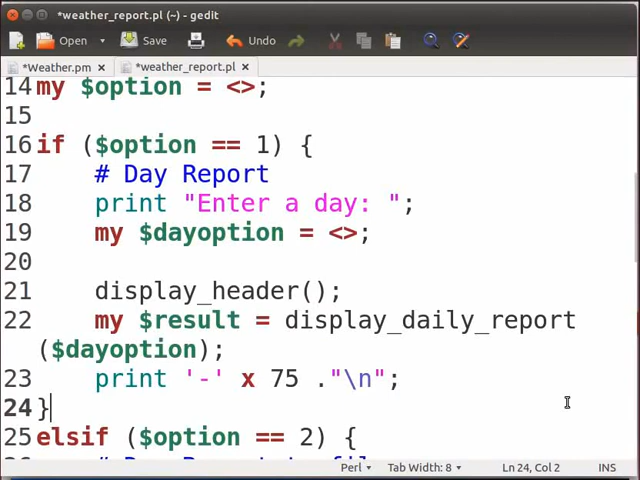 *weather_report.pl (~) - gedit
Open Save Undo
*Weather.pm × *weather_report.pl ×
14 my $option = <>;
15
16 if ($option == 1) {
17 # Day Report
18 print "Enter a day: ";
19 my $dayoption = <>;
20
21 display_header();
22 my $result = display_daily_report
($dayoption);
23 print '-' x 75 ."\n";
24 }
25 elsif ($option == 2) {
Perl Tab Width: 8 Ln 24, Col 2 INS